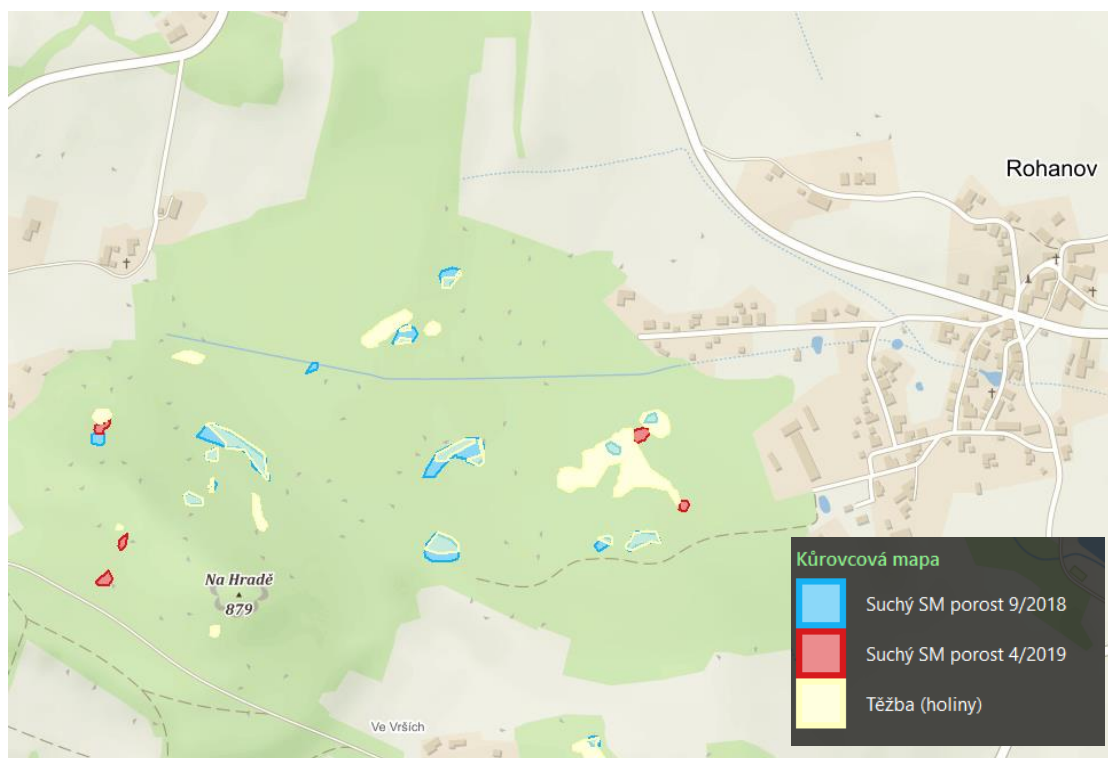 Rohanov
Na Hradě
879
Ve Vrších
Kůrovcová mapa
Suchý SM porost 9/2018
Suchý SM porost 4/2019
Těžba (holiny)